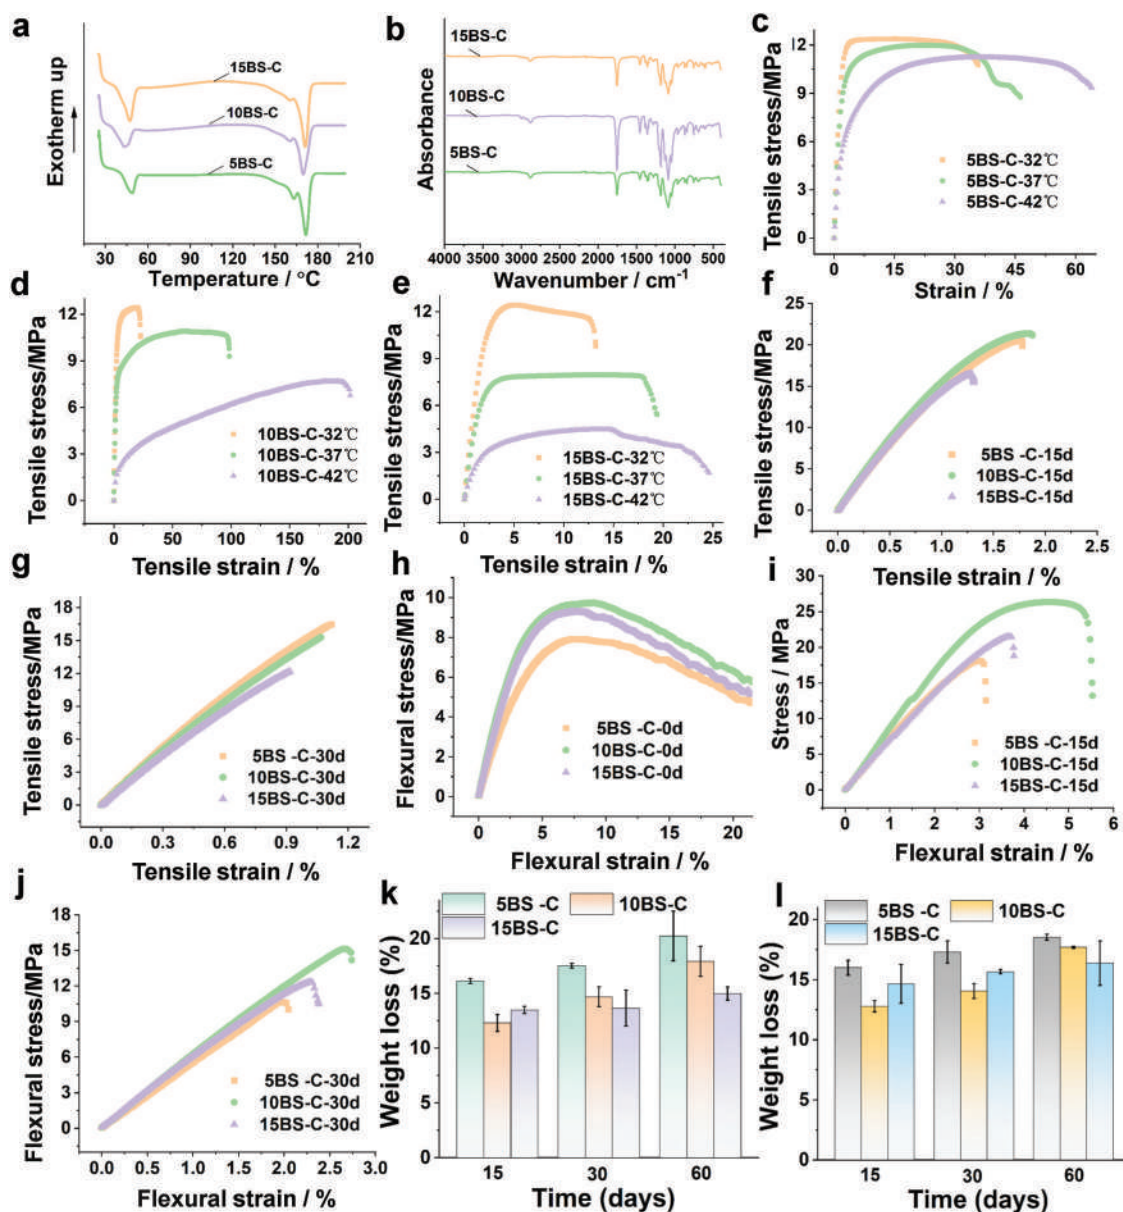 a
Exotherm up
15BS-C
10BS-C
5BS-C
30 60 90 120 150 180 210
Temperature / °C
b
Absorbance
15BS-C
10BS-C
5BS-C
4000 3500 3000 2500 2000 1500 1000 500
Wavenumber / cm⁻¹
c
Tensile stress/MPa
12
9
6
3
0
5BS-C-32℃
5BS-C-37℃
5BS-C-42℃
0 15 30 45 60
Strain / %
d
Tensile stress/MPa
12
9
6
3
0
10BS-C-32℃
10BS-C-37℃
10BS-C-42℃
0 50 100 150 200
Tensile strain / %
e
Tensile stress/MPa
12
9
6
3
0
15BS-C-32℃
15BS-C-37℃
15BS-C-42℃
0 5 10 15 20 25
Tensile strain / %
f
Tensile stress/MPa
25
20
15
10
5
0
5BS -C-15d
10BS-C-15d
15BS-C-15d
0.0 0.5 1.0 1.5 2.0 2.5
Tensile strain / %
g
Tensile stress/MPa
18
15
12
9
6
3
0
5BS -C-30d
10BS-C-30d
15BS-C-30d
0.0 0.3 0.6 0.9 1.2
Tensile strain / %
h
Flexural stress/MPa
10
8
6
4
2
0
5BS -C-0d
10BS-C-0d
15BS-C-0d
0 5 10 15 20
Flexural strain / %
i
Stress / MPa
30
25
20
15
10
5
0
5BS -C-15d
10BS-C-15d
15BS-C-15d
0 1 2 3 4 5 6
Flexural strain / %
j
Flexural stress/MPa
18
15
12
9
6
3
0
5BS -C-30d
10BS-C-30d
15BS-C-30d
0.0 0.5 1.0 1.5 2.0 2.5 3.0
Flexural strain / %
k
Weight loss (%)
20
15
10
5
0
5BS -C 10BS-C
15BS-C
15 30 60
Time (days)
l
Weight loss (%)
20
15
10
5
0
5BS -C 10BS-C
15BS-C
15 30 60
Time (days)